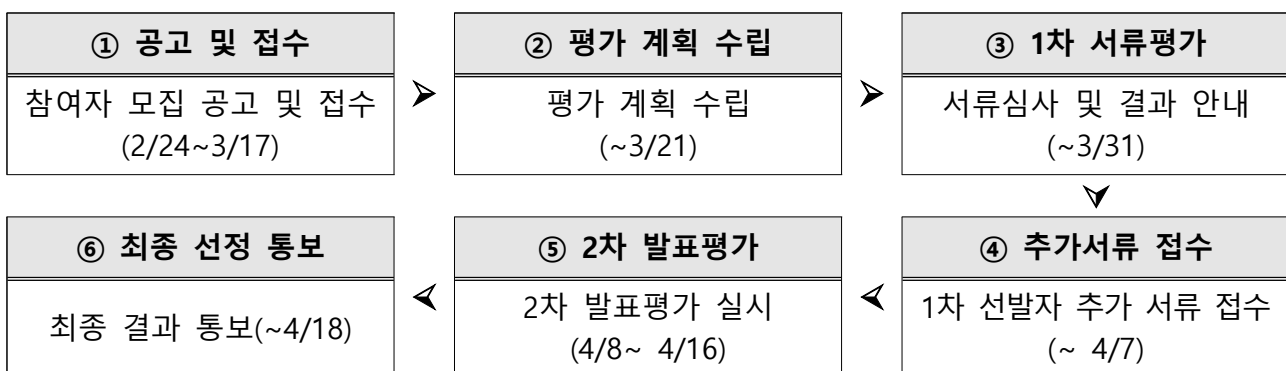 ① 공고 및 접수
참여자 모집 공고 및 접수
(2/24~3/17)
② 평가 계획 수립
평가 계획 수립
(~3/21)
③ 1차 서류평가
서류심사 및 결과 안내
(~3/31)
④ 추가서류 접수
1차 선발자 추가 서류 접수
(~ 4/7)
⑤ 2차 발표평가
2차 발표평가 실시
(4/8~ 4/16)
⑥ 최종 선정 통보
최종 결과 통보(~4/18)